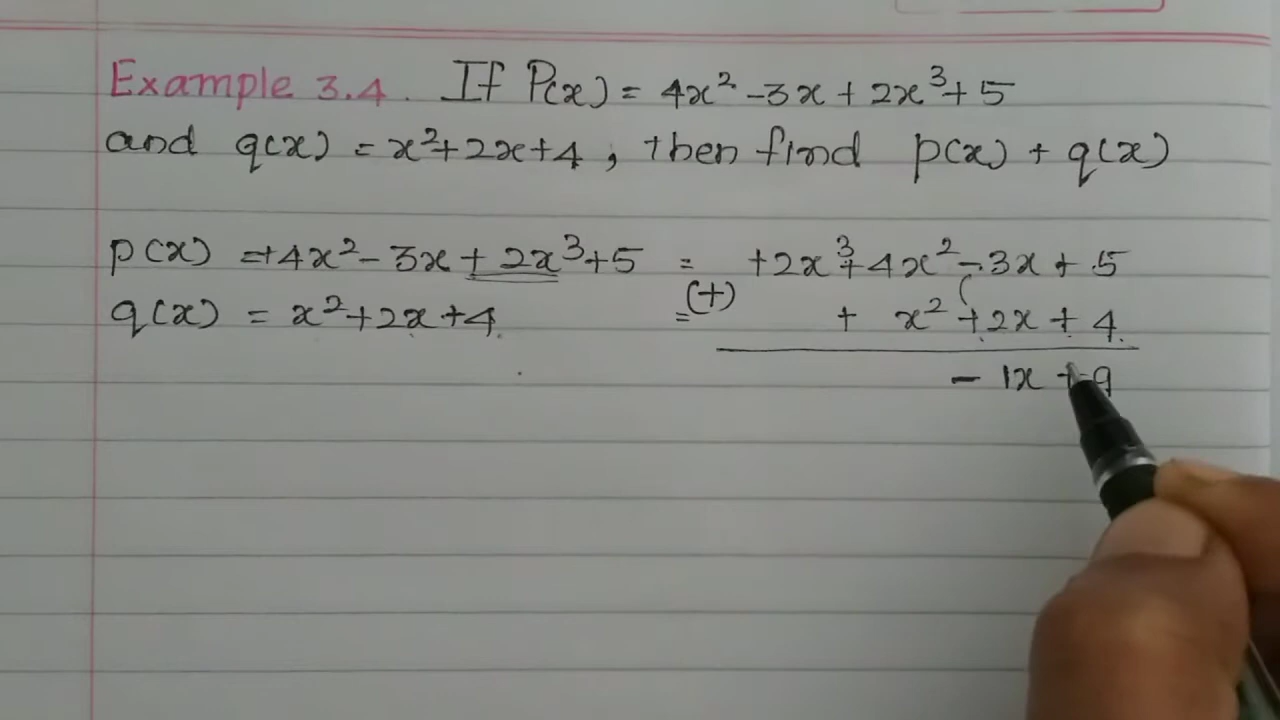 Example 3.4. If P(x) = 4x² - 3x + 2x³ + 5
and q(x) = x² + 2x + 4, then find p(x) + q(x)
p(x) = +4x² - 3x + 2x³ + 5 = +2x³ + 4x² - 3x + 5
q(x) = x² + 2x + 4 = (+) + x² + 2x + 4
- 1x + 9